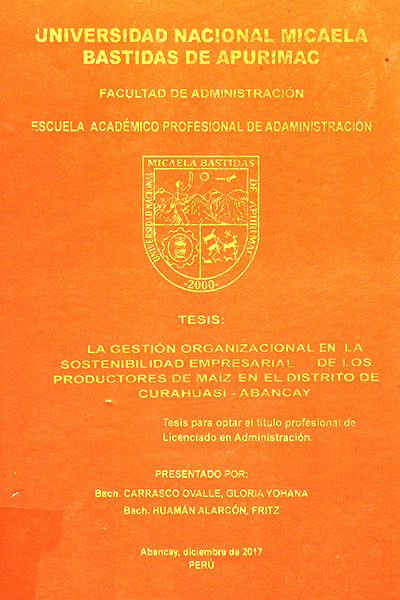 UNIVERSIDAD NACIONAL MICAELA
BASTIDAS DE APURIMAC
FACULTAD DE ADMINISTRACIÓN
ESCUELA ACADÉMICO PROFESIONAL DE ADAMINISTRACIÓN
MICAELA BASTIDAS
UNIVERSIDAD NACIONAL
DE APURIMAC
-2000-
TESIS:
LA GESTIÓN ORGANIZACIONAL EN LA
SOSTENIBILIDAD EMPRESARIAL DE LOS
PRODUCTORES DE MAÍZ EN EL DISTRITO DE
CURAHUASI - ABANCAY
Tesis para optar el titulo profesional de
Licenciado en Administración.
PRESENTADO POR:
Bach. CARRASCO OVALLE, GLORIA YOHANA
Bach. HUAMÁN ALARCÓN, FRITZ
Abancay, diciembre de 2017
PERÚ